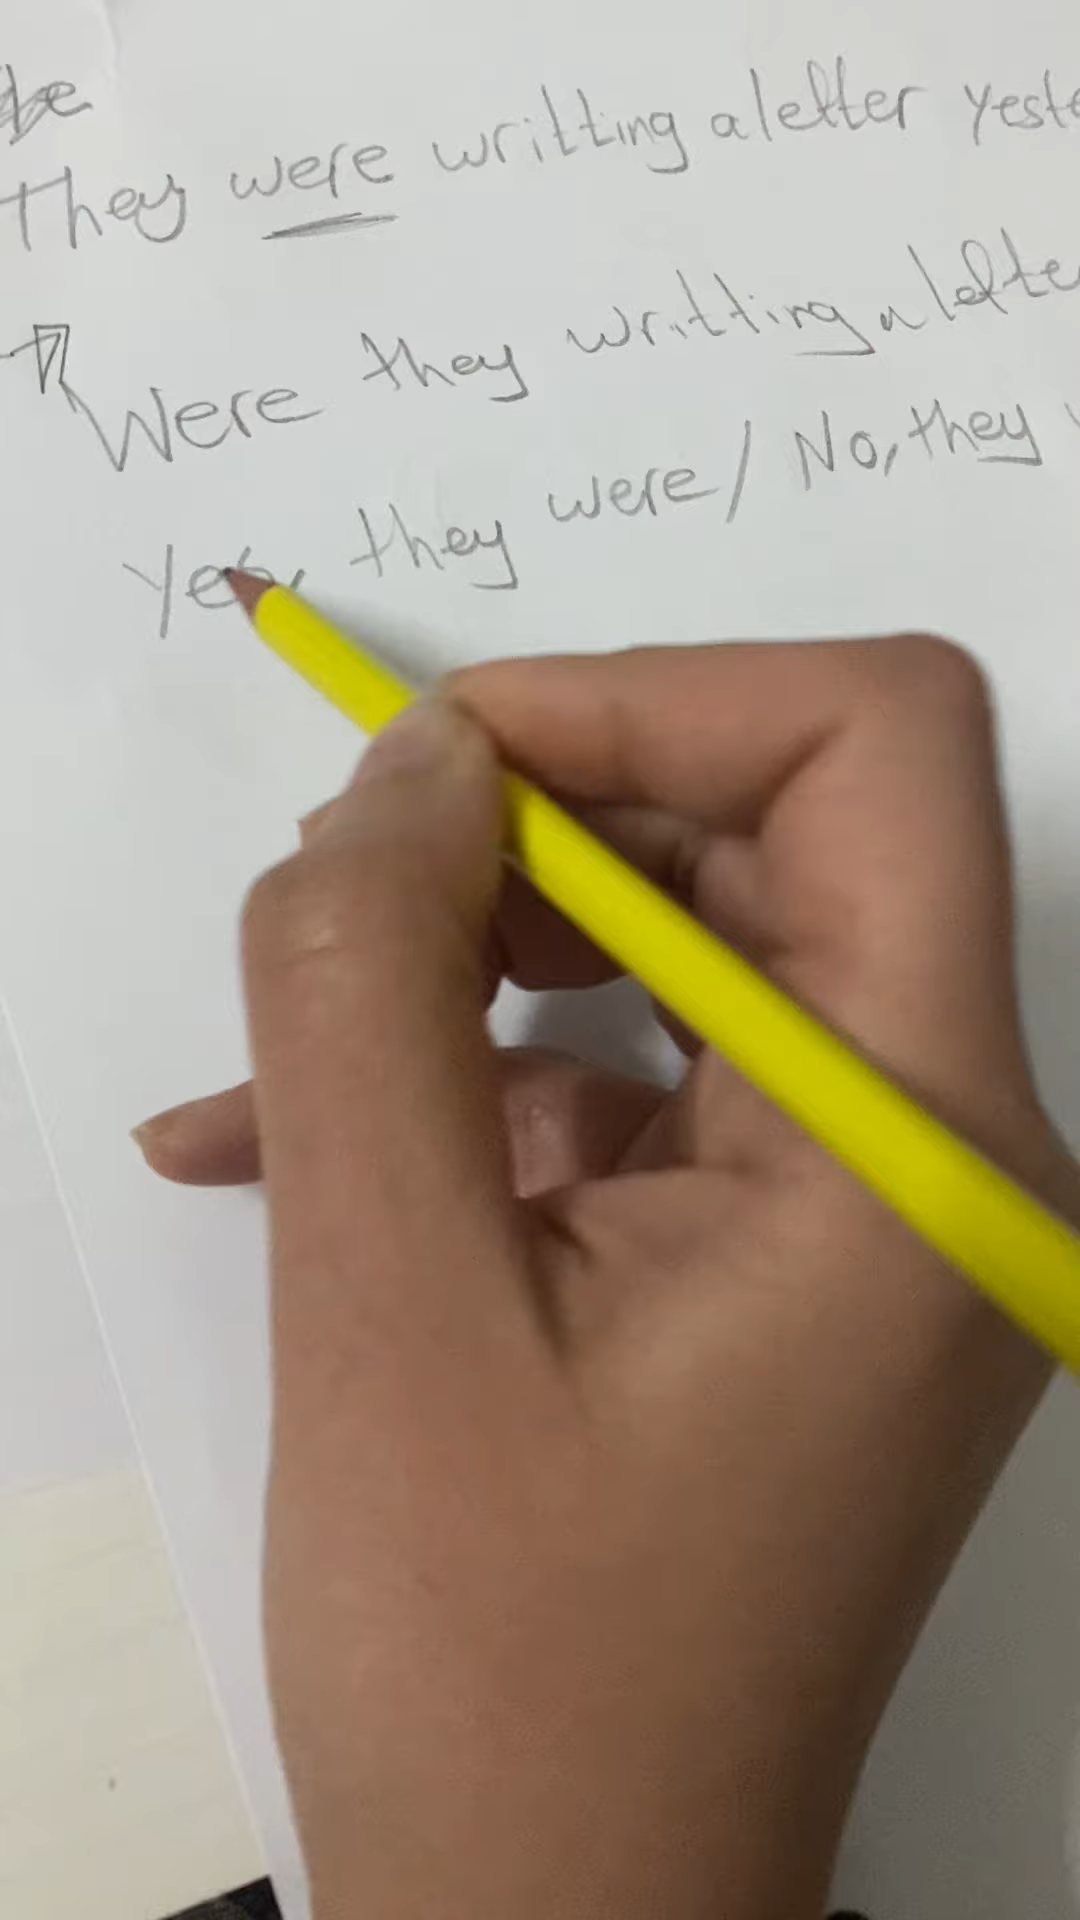 They were writting a letter yeste
Were they writting a lette
Yes, they were / No, they